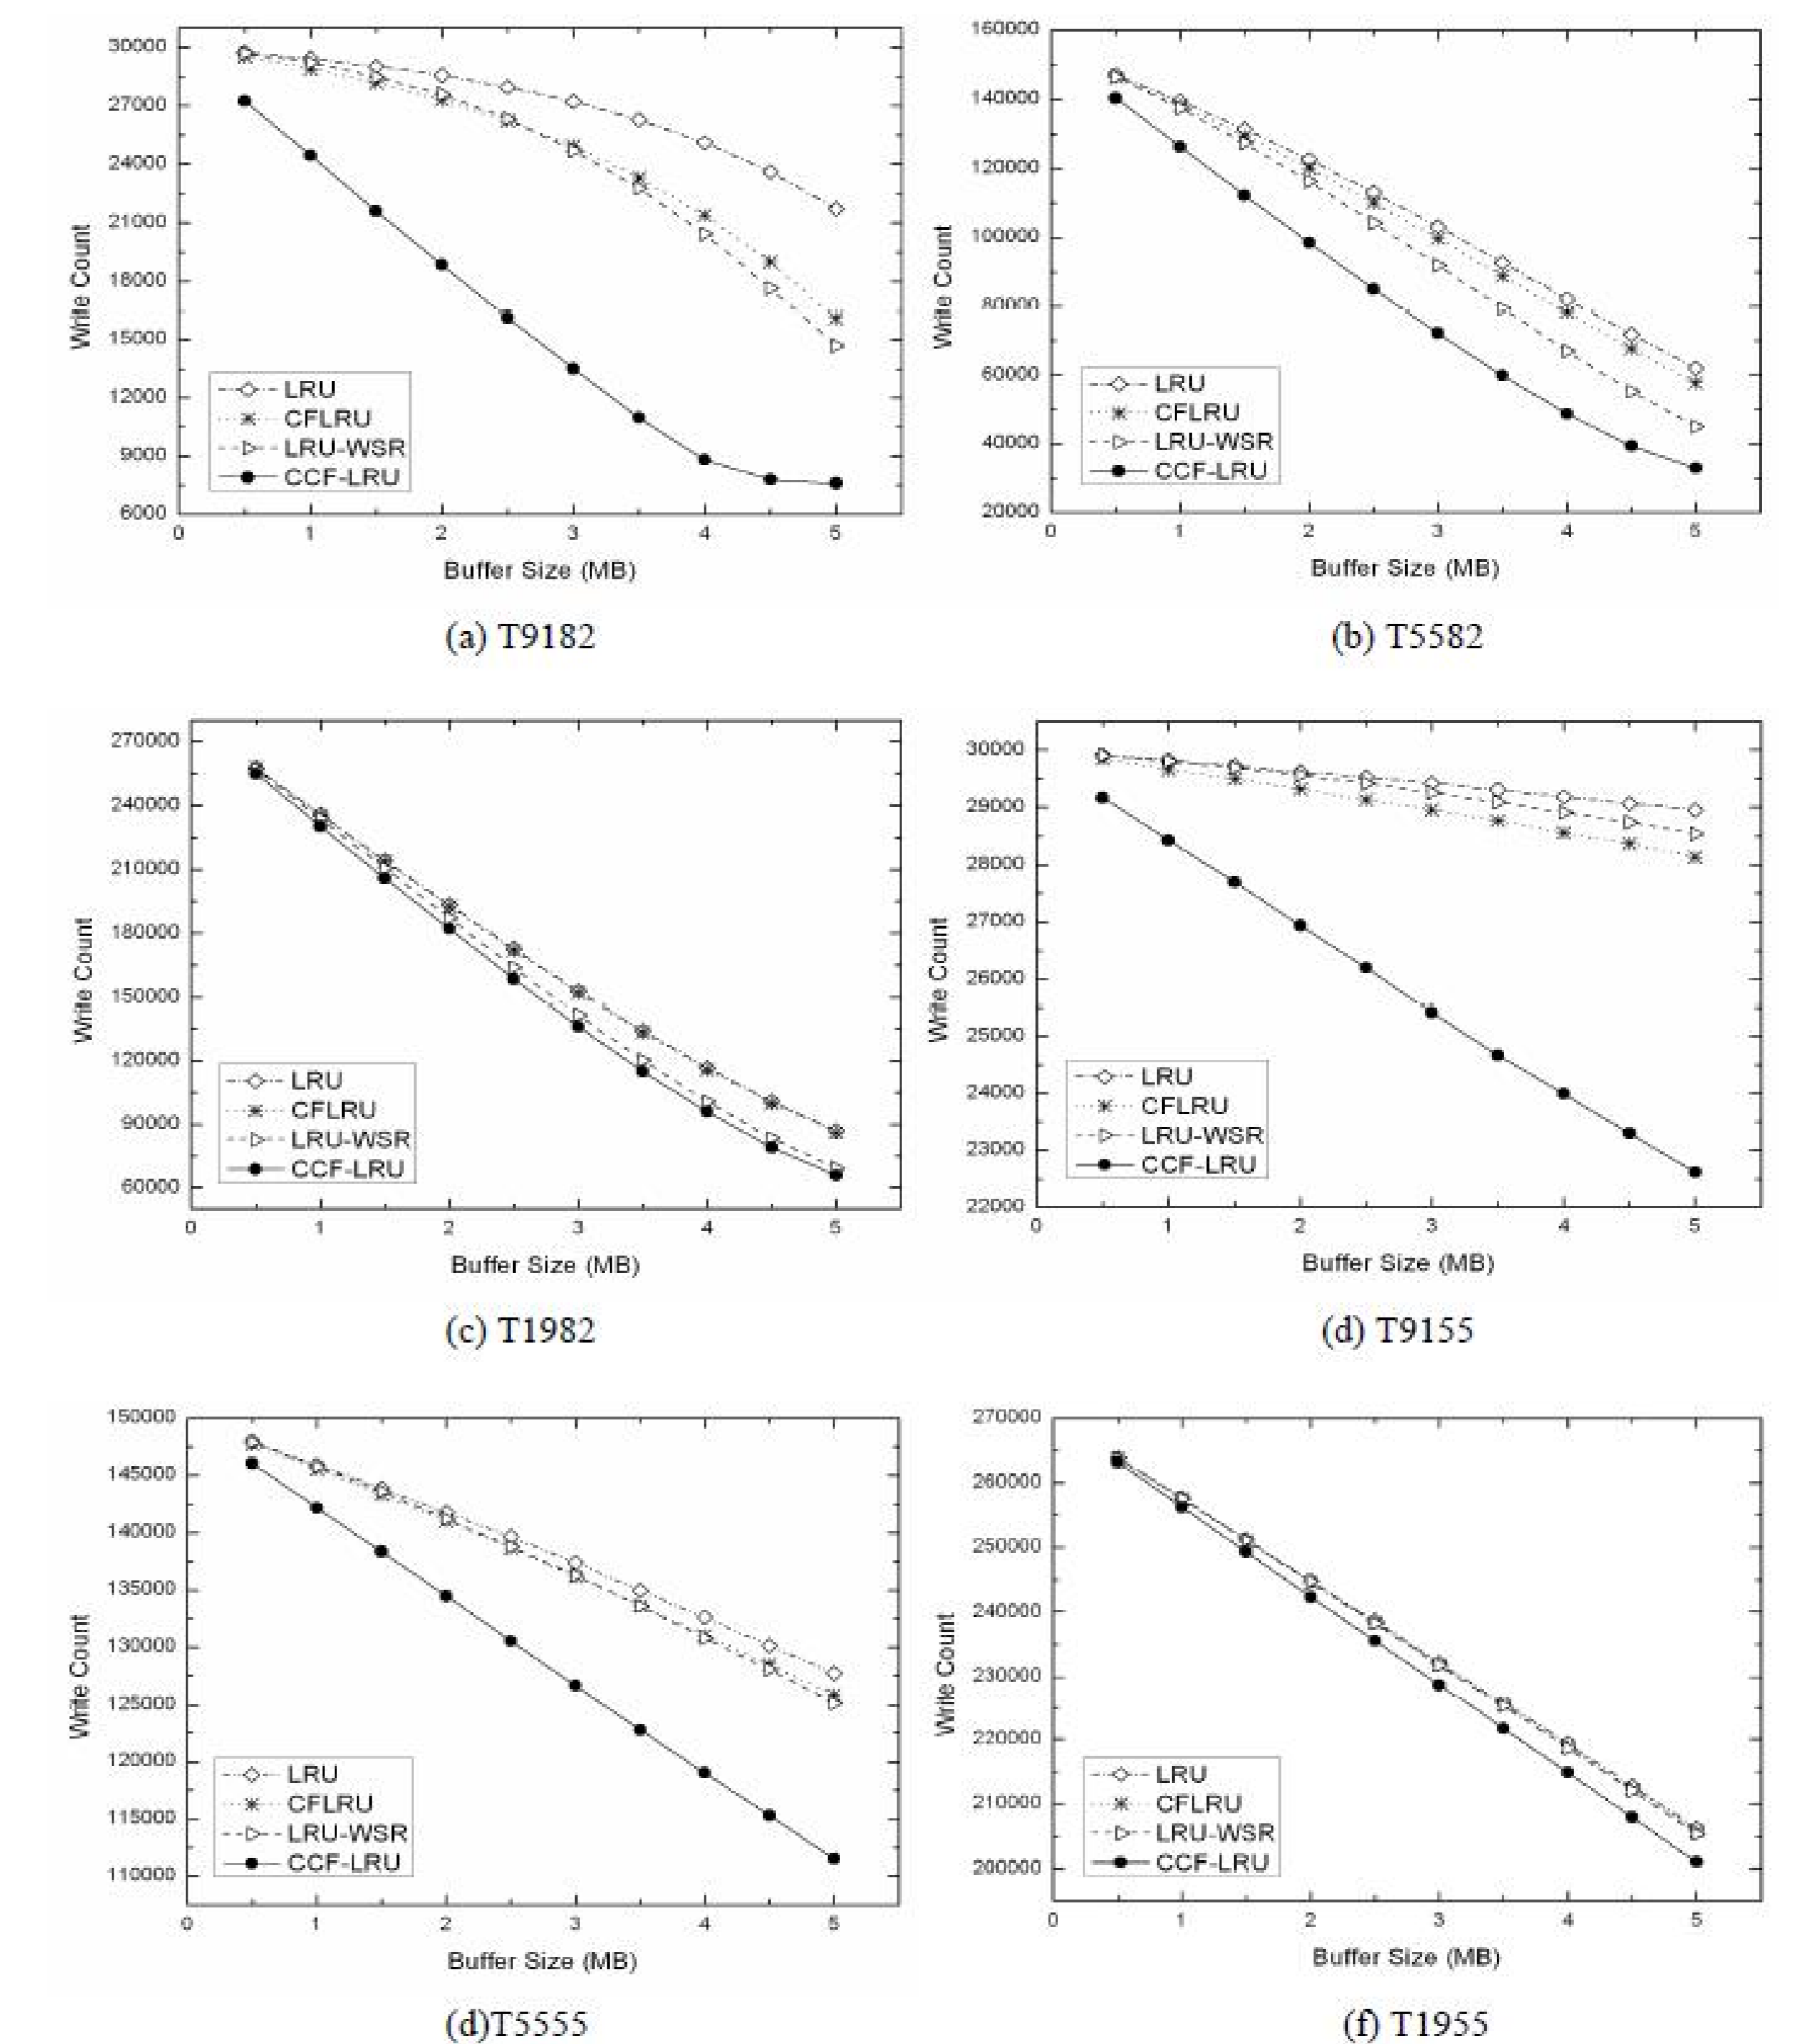 30000
27000
24000
21000
18000
15000
12000
9000
6000
Write Count
LRU
CFLRU
LRU-WSR
CCF-LRU
0 1 2 3 4 5
Buffer Size (MB)
(a) T9182
160000
140000
120000
100000
80000
60000
40000
20000
Write Count
LRU
CFLRU
LRU-WSR
CCF-LRU
0 1 2 3 4 5
Buffer Size (MB)
(b) T5582
270000
240000
210000
180000
150000
120000
90000
60000
Write Count
LRU
CFLRU
LRU-WSR
CCF-LRU
0 1 2 3 4 5
Buffer Size (MB)
(c) T1982
30000
29000
28000
27000
26000
25000
24000
23000
22000
Write Count
LRU
CFLRU
LRU-WSR
CCF-LRU
0 1 2 3 4 5
Buffer Size (MB)
(d) T9155
150000
145000
140000
135000
130000
125000
120000
115000
110000
Write Count
LRU
CFLRU
LRU-WSR
CCF-LRU
0 1 2 3 4 5
Buffer Size (MB)
(d)T5555
270000
260000
250000
240000
230000
220000
210000
200000
Write Count
LRU
CFLRU
LRU-WSR
CCF-LRU
0 1 2 3 4 5
Buffer Size (MB)
(f) T1955